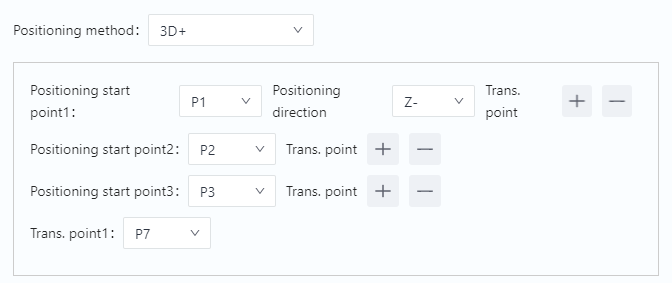 Positioning method: 3D+
Positioning start point1: P1 Positioning direction Z- Trans. point + —
Positioning start point2: P2 Trans. point + —
Positioning start point3: P3 Trans. point + —
Trans. point1: P7